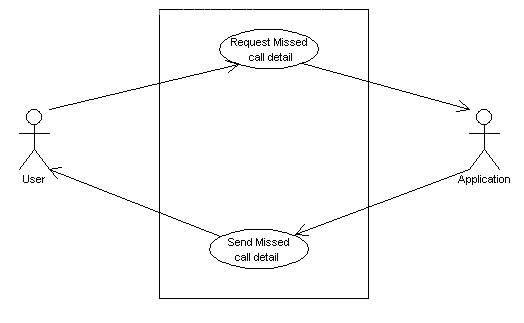 Request Missed
call detail
User
Application
Send Missed
call detail